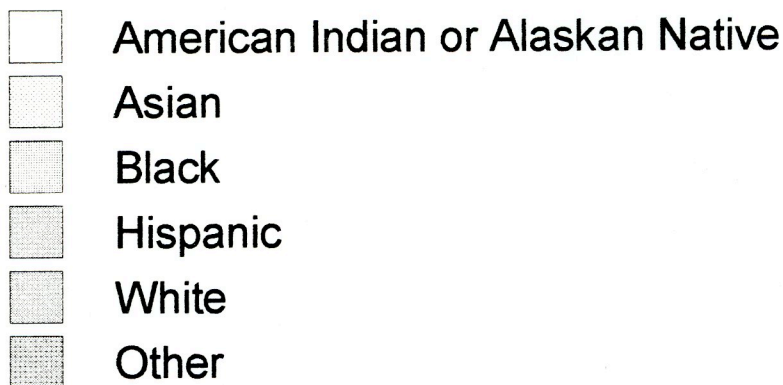 American Indian or Alaskan Native
Asian
Black
Hispanic
White
Other